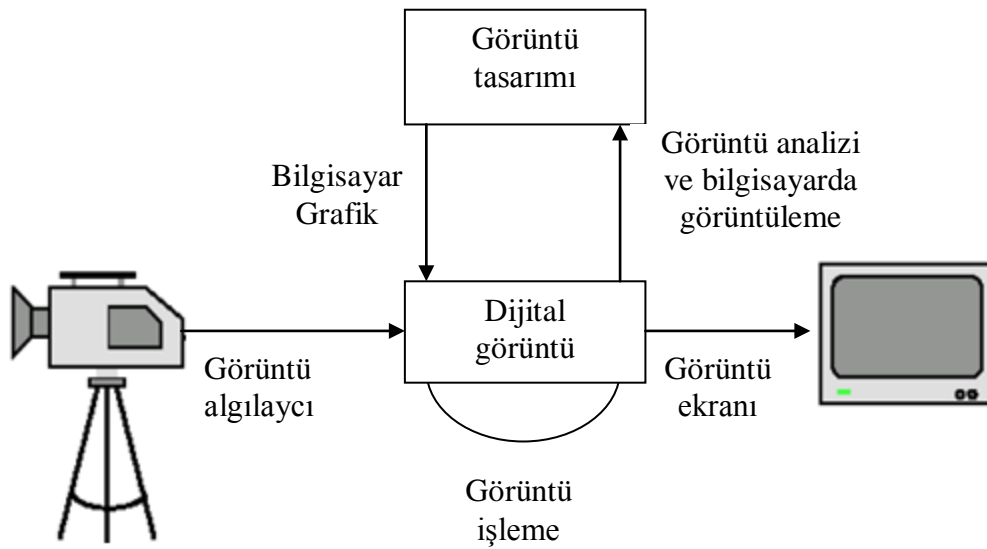 Görüntü
tasarımı
Bilgisayar
Grafik
Görüntü analizi
ve bilgisayarda
görüntüleme
Dijital
görüntü
Görüntü
algılaycı
Görüntü
ekranı
Görüntü
işleme